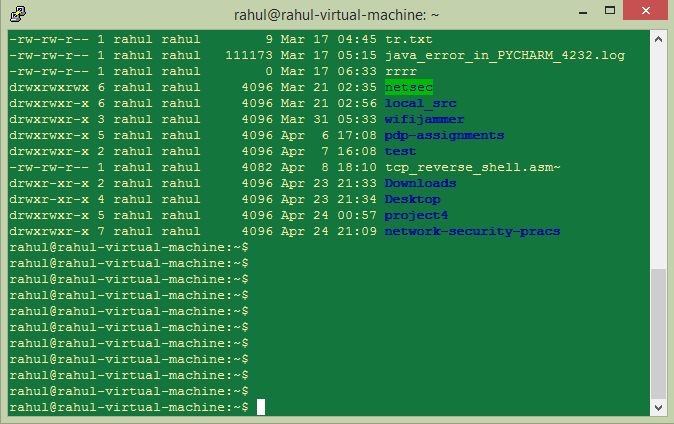 rahul@rahul-virtual-machine: ~
-rw-rw-r-- 1 rahul rahul      9 Mar 17 04:45 tr.txt
-rw-rw-r-- 1 rahul rahul 111173 Mar 17 05:15 java_error_in_PYCHARM_4232.log
-rw-rw-r-- 1 rahul rahul      0 Mar 17 06:33 rrrr
drwxrwxrwx 6 rahul rahul   4096 Mar 21 02:35 netsec
drwxrwxr-x 6 rahul rahul   4096 Mar 21 02:56 local_src
drwxrwxr-x 3 rahul rahul   4096 Mar 31 05:33 wifijammer
drwxrwxr-x 5 rahul rahul   4096 Apr  6 17:08 pdp-assignments
drwxrwxr-x 2 rahul rahul   4096 Apr  7 16:08 test
-rw-rw-r-- 1 rahul rahul   4082 Apr  8 18:10 tcp_reverse_shell.asm~
drwxr-xr-x 2 rahul rahul   4096 Apr 23 21:33 Downloads
drwxr-xr-x 4 rahul rahul   4096 Apr 23 21:34 Desktop
drwxrwxr-x 5 rahul rahul   4096 Apr 24 00:57 project4
drwxrwxr-x 7 rahul rahul   4096 Apr 24 21:09 network-security-pracs
rahul@rahul-virtual-machine:~$
rahul@rahul-virtual-machine:~$
rahul@rahul-virtual-machine:~$
rahul@rahul-virtual-machine:~$
rahul@rahul-virtual-machine:~$
rahul@rahul-virtual-machine:~$
rahul@rahul-virtual-machine:~$
rahul@rahul-virtual-machine:~$
rahul@rahul-virtual-machine:~$
rahul@rahul-virtual-machine:~$
rahul@rahul-virtual-machine:~$